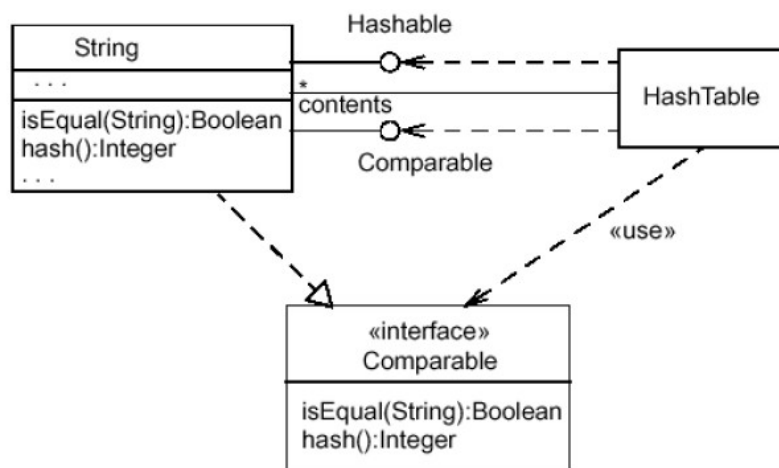 Hashable
String
. . .
*
contents
HashTable
isEqual(String):Boolean
hash():Integer
. . .
Comparable
«use»
«interface»
Comparable
isEqual(String):Boolean
hash():Integer